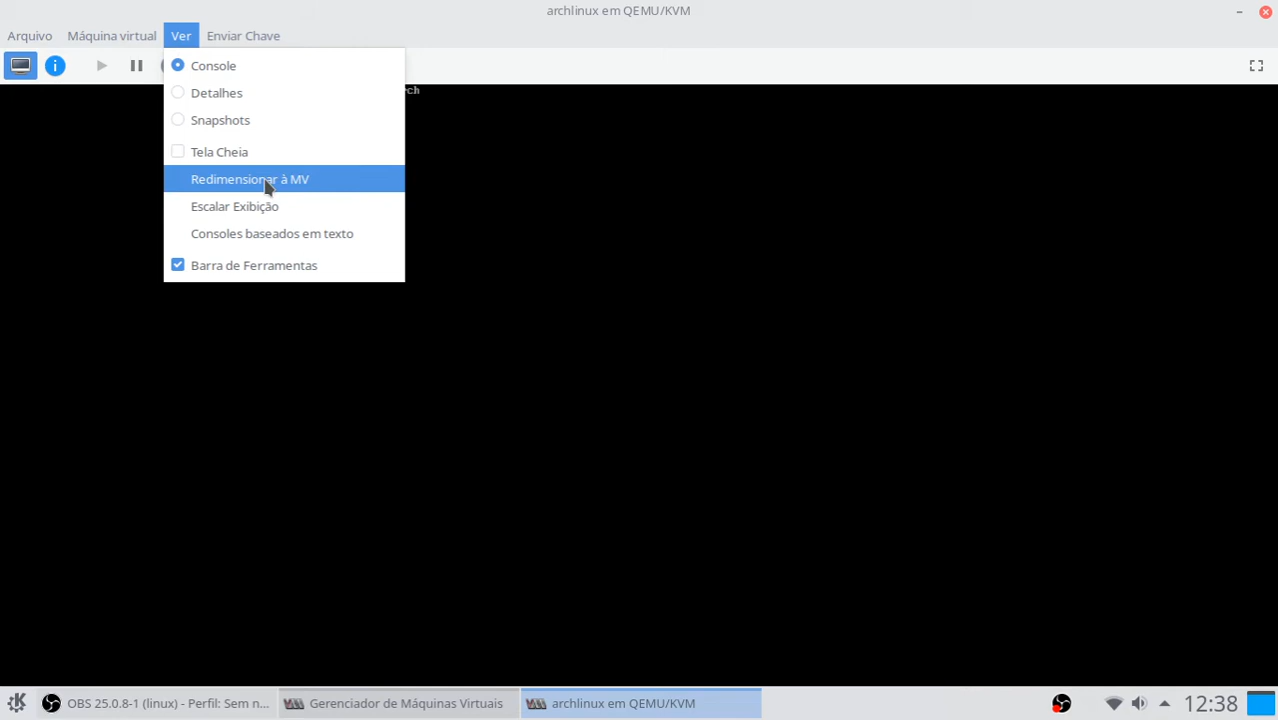 archlinux em QEMU/KVM
Arquivo Máquina virtual Ver Enviar Chave
Console
Detalhes
Snapshots
Tela Cheia
Redimensionar à MV
Escalar Exibição
Consoles baseados em texto
Barra de Ferramentas
OBS 25.0.8-1 (linux) - Perfil: Sem n...
Gerenciador de Máquinas Virtuais
archlinux em QEMU/KVM
12:38